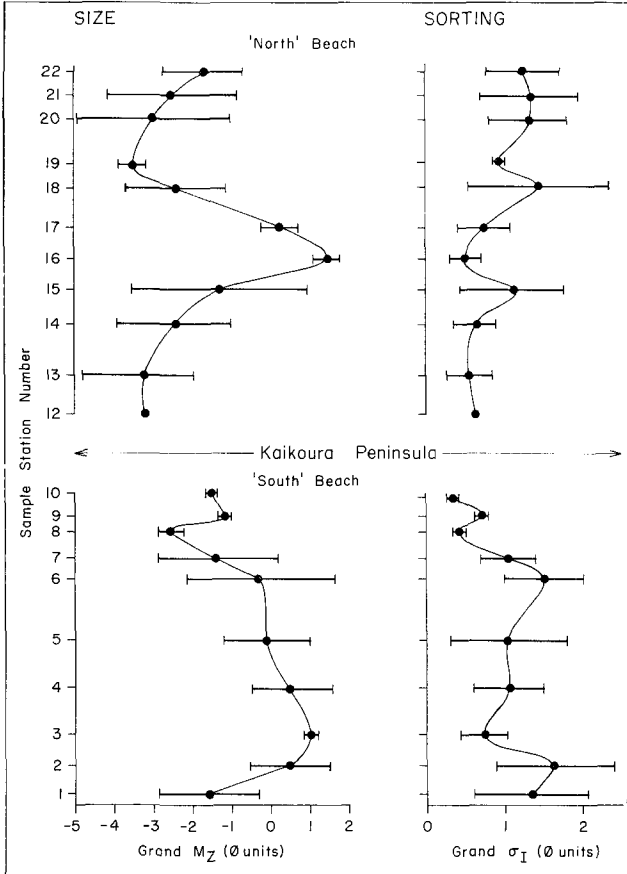 SIZE
SORTING
'North' Beach
22
21
20
19
18
17
16
15
14
13
12
Sample Station Number
Kaikoura Peninsula
'South' Beach
10
9
8
7
6
5
4
3
2
1
-5 -4 -3 -2 -1 0 1 2
0 1 2
Grand M_Z (Ø units)
Grand σ_I (Ø units)